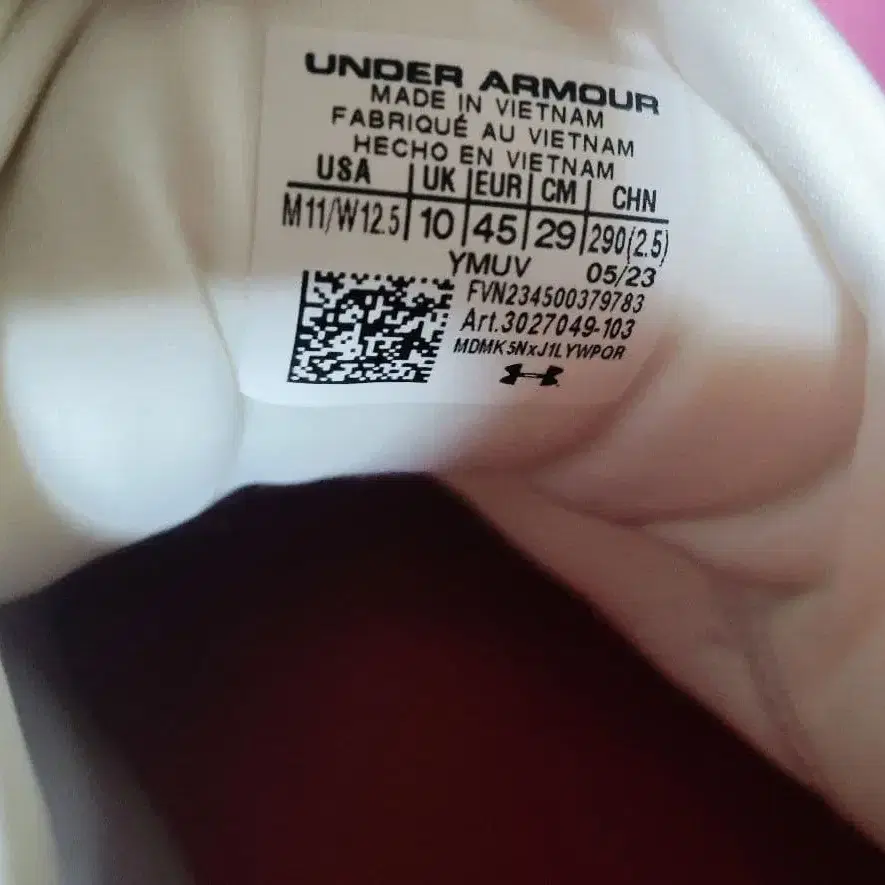 UNDER ARMOUR
MADE IN VIETNAM
FABRIQUÉ AU VIETNAM
HECHO EN VIETNAM
USA UK EUR CM CHN
M11/W12.5 10 45 29 290(2.5)
YMUV 05/23
FVN234500379783
Art.3027049-103
MDMK5NxJ1LYWPOR